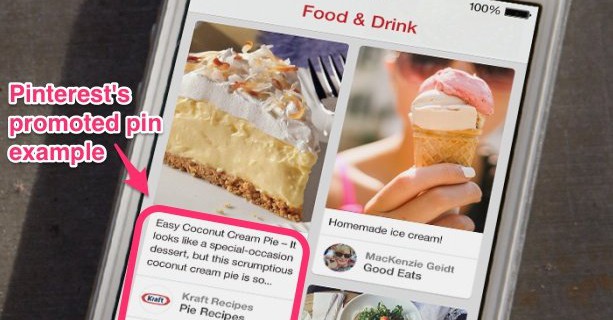 100%
Food & Drink
Pinterest's
promoted pin
example
Easy Coconut Cream Pie – It
looks like a special-occasion
dessert, but this scrumptious
coconut cream pie is so...
Kraft
Kraft Recipes
Pie Recipes
Homemade ice cream!
MacKenzie Geidt
Good Eats